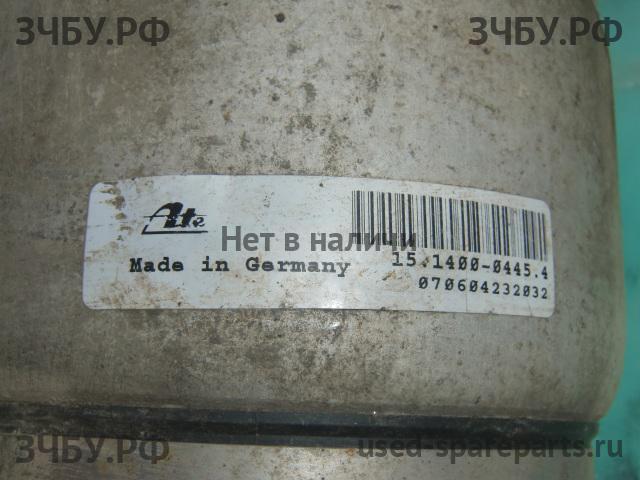 ЗЧБУ.РФ
ЗЧБУ.РФ
Ate
Нет в наличии
15.1400-0445.4
Made in Germany
070604232032
ЗЧБУ.РФ
used-spareparts.ru